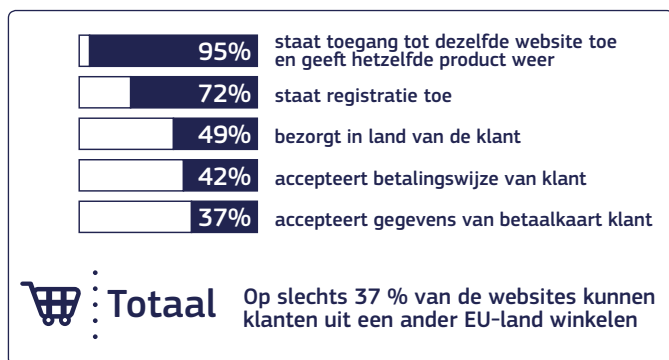 95% staat toegang tot dezelfde website toe
en geeft hetzelfde product weer
72% staat registratie toe
49% bezorgt in land van de klant
42% accepteert betalingswijze van klant
37% accepteert gegevens van betaalkaart klant
Totaal
Op slechts 37 % van de websites kunnen
klanten uit een ander EU-land winkelen